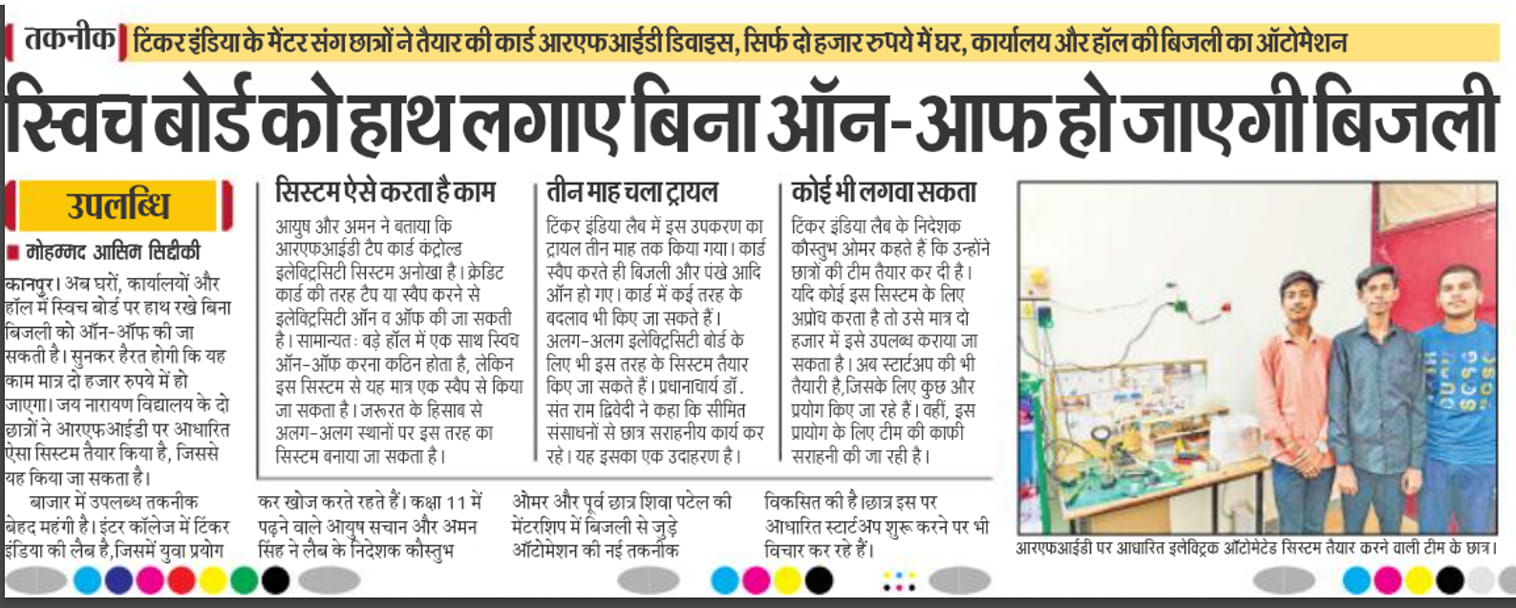 तकनीक
टिंकर इंडिया के मेंटर संग छात्रों ने तैयार की कार्ड आरएफआईडी डिवाइस, सिर्फ दो हजार रुपये में घर, कार्यालय और हॉल की बिजली का ऑटोमेशन
स्विच बोर्ड को हाथ लगाए बिना ऑन-आफ हो जाएगी बिजली
उपलब्धि
मोहम्मद आसिम सिद्दीकी
कानपुर। अब घरों, कार्यालयों और
हॉल में स्विच बोर्ड पर हाथ रखे बिना
बिजली को ऑन-ऑफ की जा
सकती है। सुनकर हैरत होगी कि यह
काम मात्र दो हजार रुपये में हो
जाएगा। जय नारायण विद्यालय के दो
छात्रों ने आरएफआईडी पर आधारित
ऐसा सिस्टम तैयार किया है, जिससे
यह किया जा सकता है।
बाजार में उपलब्ध तकनीक
बेहद महंगी है। इंटर कॉलेज में टिंकर
इंडिया की लैब है,जिसमें युवा प्रयोग
कर खोज करते रहते हैं। कक्षा 11 में
पढ़ने वाले आयुष सचान और अमन
सिंह ने लैब के निदेशक कौस्तुभ
ओमर और पूर्व छात्र शिवा पटेल की
मेंटरशिप में बिजली से जुड़े
ऑटोमेशन की नई तकनीक
विकसित की है।छात्र इस पर
आधारित स्टार्टअप शुरू करने पर भी
विचार कर रहे हैं।
सिस्टम ऐसे करता है काम
आयुष और अमन ने बताया कि
आरएफआईडी टैप कार्ड कंट्रोल्ड
इलेक्ट्रिसिटी सिस्टम अनोखा है। क्रेडिट
कार्ड की तरह टैप या स्वैप करने से
इलेक्ट्रिसिटी ऑन व ऑफ की जा सकती
है। सामान्यतः बड़े हॉल में एक साथ स्विच
ऑन-ऑफ करना कठिन होता है, लेकिन
इस सिस्टम से यह मात्र एक स्वैप से किया
जा सकता है। जरूरत के हिसाब से
अलग-अलग स्थानों पर इस तरह का
सिस्टम बनाया जा सकता है।
तीन माह चला ट्रायल
टिंकर इंडिया लैब में इस उपकरण का
ट्रायल तीन माह तक किया गया। कार्ड
स्वैप करते ही बिजली और पंखे आदि
ऑन हो गए। कार्ड में कई तरह के
बदलाव भी किए जा सकते हैं।
अलग-अलग इलेक्ट्रिसिटी बोर्ड के
लिए भी इस तरह के सिस्टम तैयार
किए जा सकते हैं। प्रधानाचार्य डॉ.
संत राम द्विवेदी ने कहा कि सीमित
संसाधनों से छात्र सराहनीय कार्य कर
रहे। यह इसका एक उदाहरण है।
कोई भी लगवा सकता
टिंकर इंडिया लैब के निदेशक
कौस्तुभ ओमर कहते हैं कि उन्होंने
छात्रों की टीम तैयार कर दी है।
यदि कोई इस सिस्टम के लिए
अप्रोच करता है तो उसे मात्र दो
हजार में इसे उपलब्ध कराया जा
सकता है। अब स्टार्टअप की भी
तैयारी है,जिसके लिए कुछ और
प्रयोग किए जा रहे हैं। वहीं, इस
प्रायोग के लिए टीम की काफी
सराहनी की जा रही है।
आरएफआईडी पर आधारित इलेक्ट्रिक ऑटोमेटेड सिस्टम तैयार करने वाली टीम के छात्र।